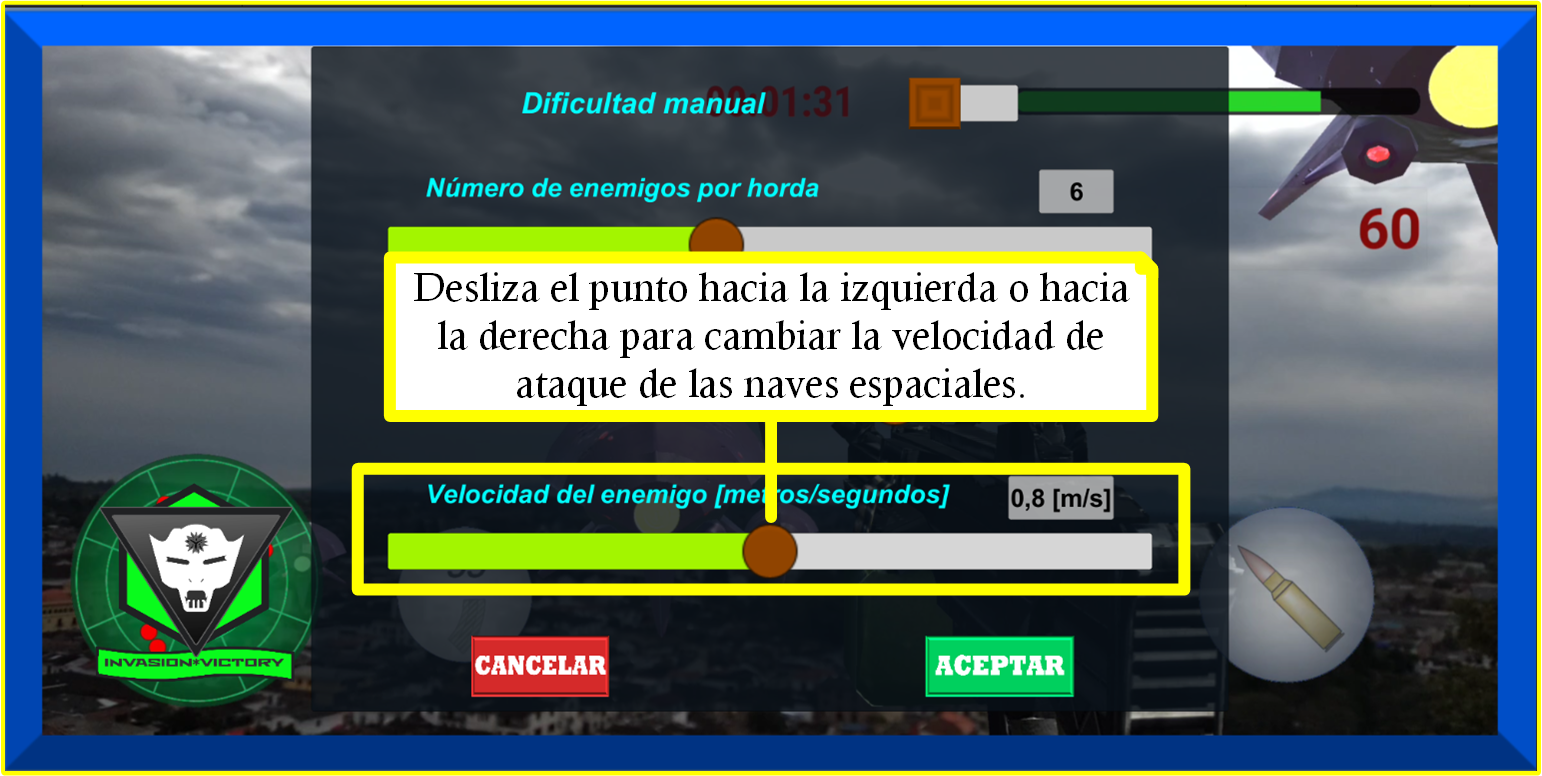 Dificultad manual
00:01:31
Número de enemigos por horda
6
60
Desliza el punto hacia la izquierda o hacia
la derecha para cambiar la velocidad de
ataque de las naves espaciales.
Velocidad del enemigo [metros/segundos]
0,8 [m/s]
INVASION*VICTORY
CANCELAR
ACEPTAR